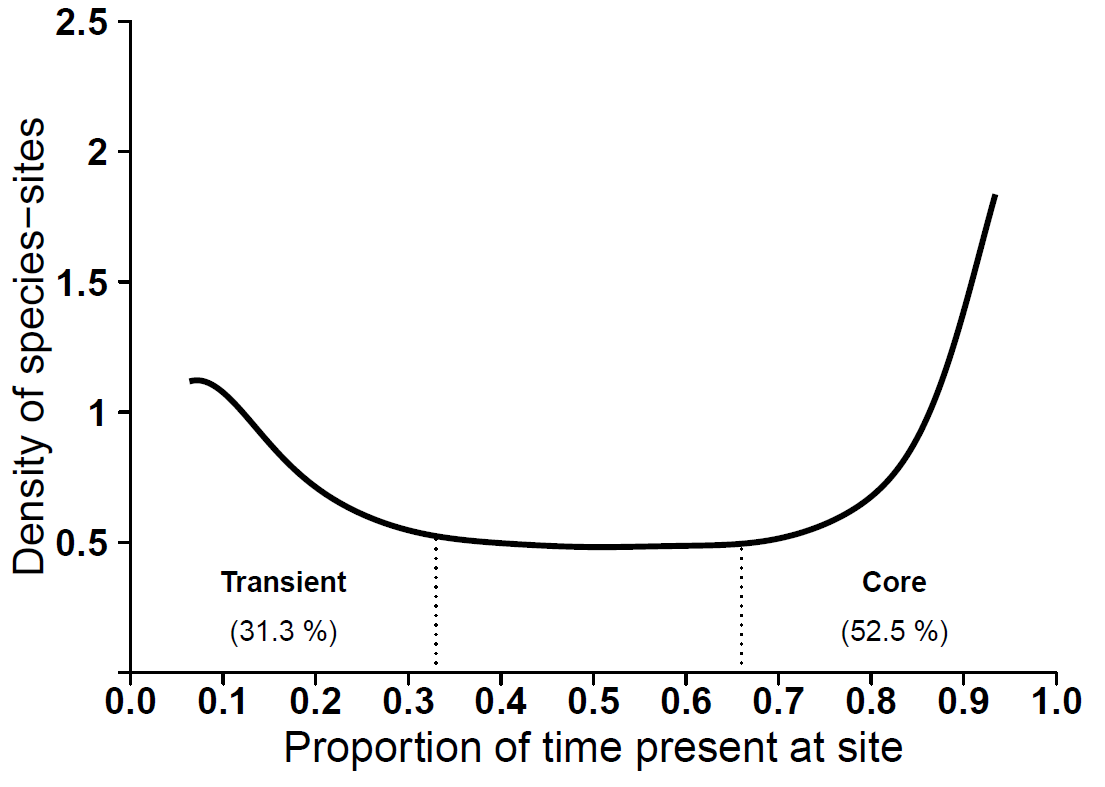 2.5
2
1.5
1
0.5
Density of species−sites
Transient
(31.3 %)
Core
(52.5 %)
0.0 0.1 0.2 0.3 0.4 0.5 0.6 0.7 0.8 0.9 1.0
Proportion of time present at site